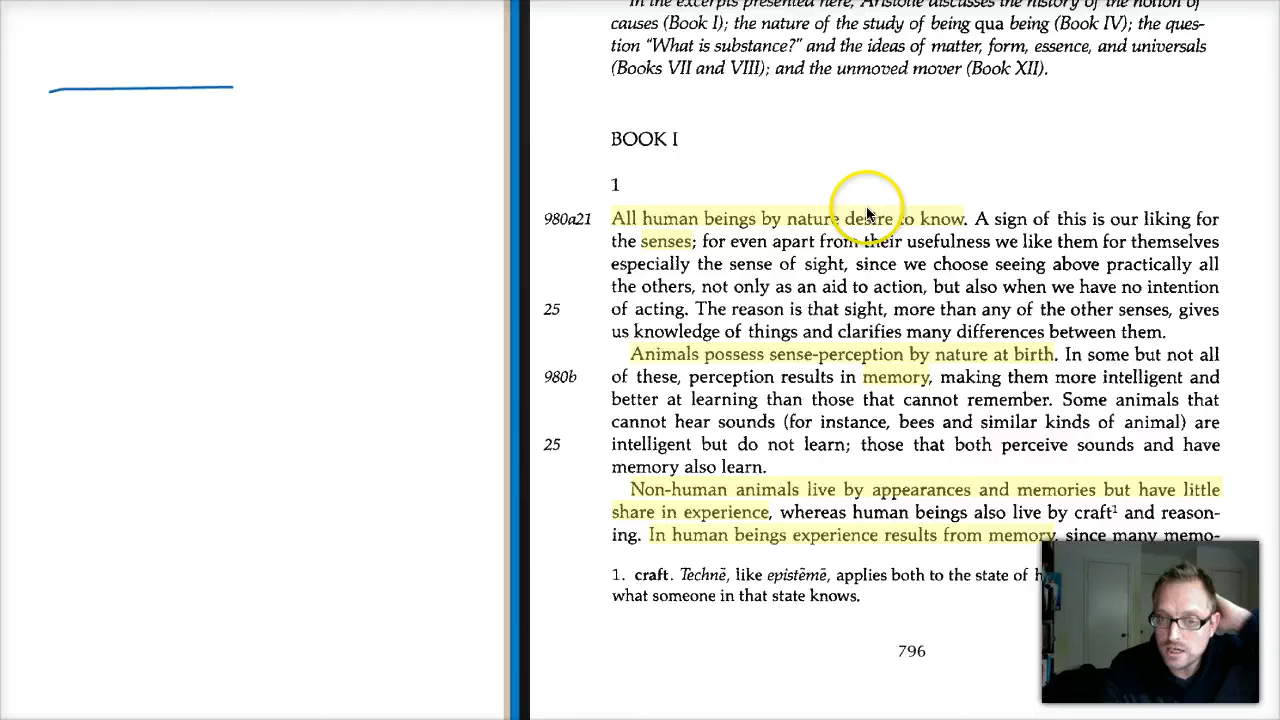 In the excerpts presented here, Aristotle discusses the history of the notion of
causes (Book I); the nature of the study of being qua being (Book IV); the ques-
tion “What is substance?” and the ideas of matter, form, essence, and universals
(Books VII and VIII); and the unmoved mover (Book XII).
BOOK I
1
980a21 All human beings by nature desire to know. A sign of this is our liking for
the senses; for even apart from their usefulness we like them for themselves
especially the sense of sight, since we choose seeing above practically all
the others, not only as an aid to action, but also when we have no intention
25 of acting. The reason is that sight, more than any of the other senses, gives
us knowledge of things and clarifies many differences between them.
Animals possess sense-perception by nature at birth. In some but not all
980b of these, perception results in memory, making them more intelligent and
better at learning than those that cannot remember. Some animals that
cannot hear sounds (for instance, bees and similar kinds of animal) are
25 intelligent but do not learn; those that both perceive sounds and have
memory also learn.
Non-human animals live by appearances and memories but have little
share in experience, whereas human beings also live by craft¹ and reason-
ing. In human beings experience results from memory, since many memo-
1. craft. Technē, like epistēmē, applies both to the state of
what someone in that state knows.
796